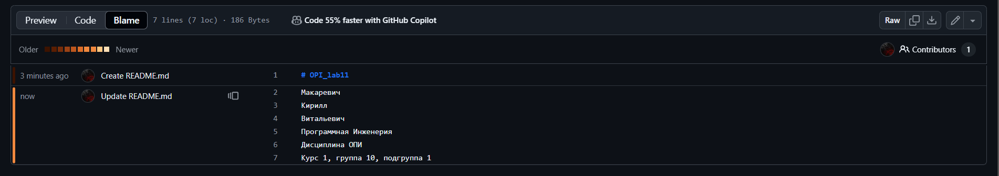 Preview Code Blame 7 lines (7 loc) · 186 Bytes Code 55% faster with GitHub Copilot Raw
Older Newer Contributors 1
3 minutes ago Create README.md 1 # OPI_lab11
now Update README.md 2 Макаревич
3 Кирилл
4 Витальевич
5 Программная Инженерия
6 Дисциплина ОПИ
7 Курс 1, группа 10, подгруппа 1